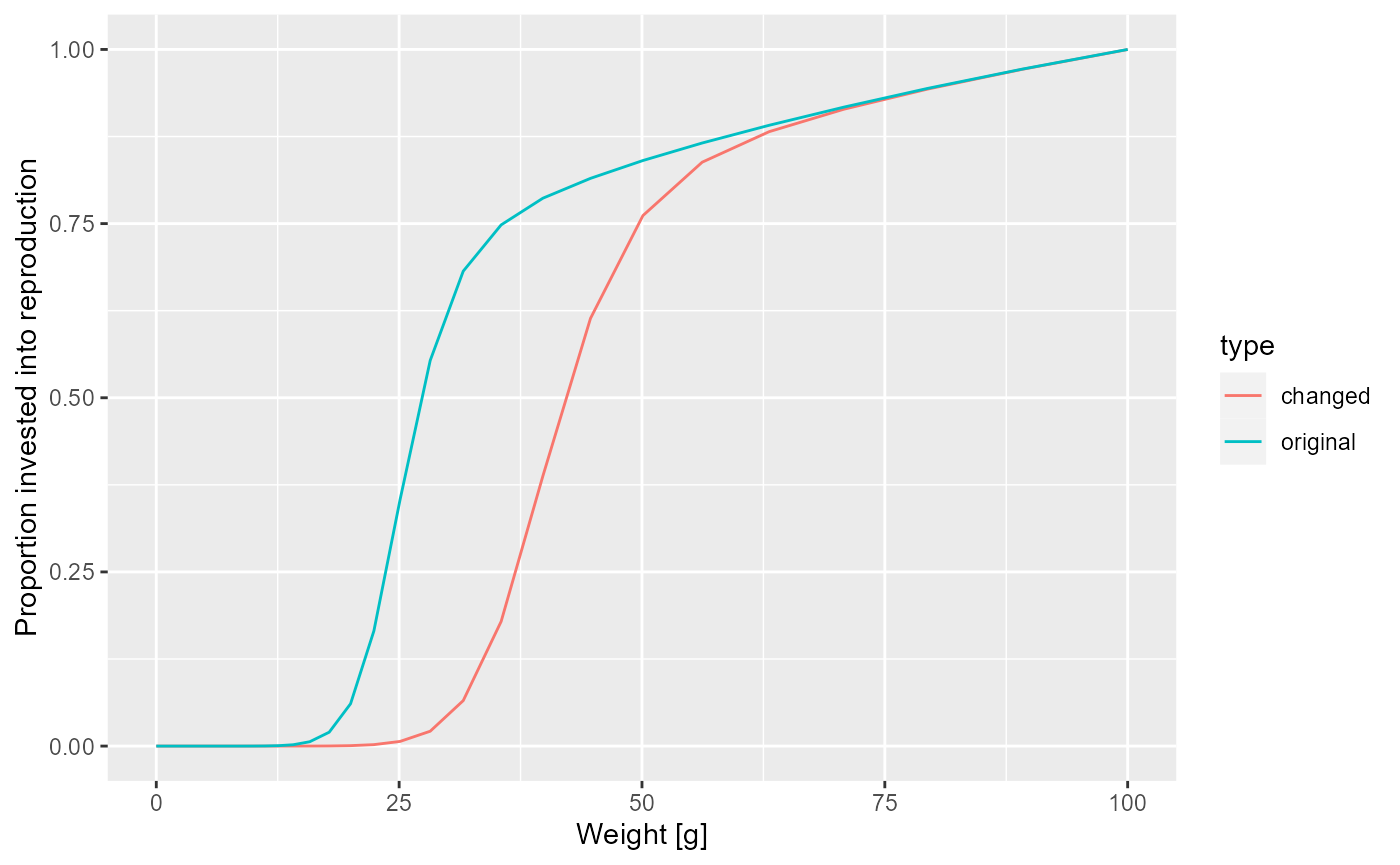 1.00
0.75
0.50
0.25
0.00
Proportion invested into reproduction
0
25
50
75
100
Weight [g]
type
changed
original